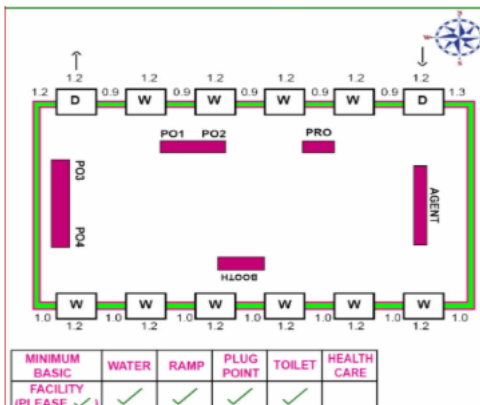 1.2 1.2 1.2 1.2 1.2 1.2
1.2 0.9 0.9 0.9 0.9 0.9 1.3
D W W W W D
PO1 PO2 PRO
PO3
PO4
AGENT
BOOTH
W W W W W W
1.0 1.0 1.0 1.0 1.0 1.0 1.0
1.2 1.2 1.2 1.2 1.2 1.2
MINIMUM BASIC FACILITY (PLEASE ✓)
WATER
RAMP
PLUG POINT
TOILET
HEALTH CARE
✓ ✓ ✓ ✓